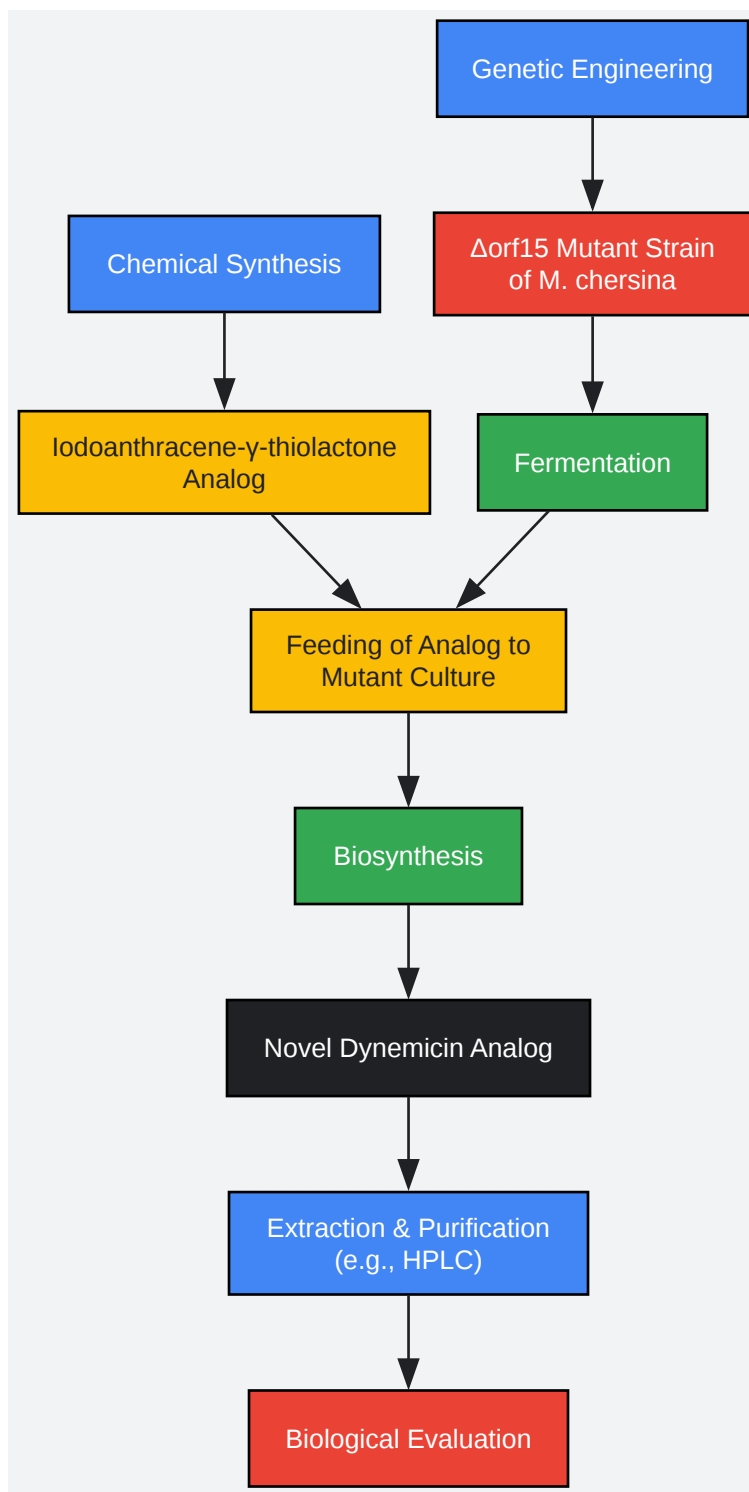 Genetic Engineering
Chemical Synthesis
Δorf15 Mutant Strain
of M. chersina
Iodoanthracene-γ-thiolactone
Analog
Fermentation
Feeding of Analog to
Mutant Culture
Biosynthesis
Novel Dynemicin Analog
Extraction & Purification
(e.g., HPLC)
Biological Evaluation